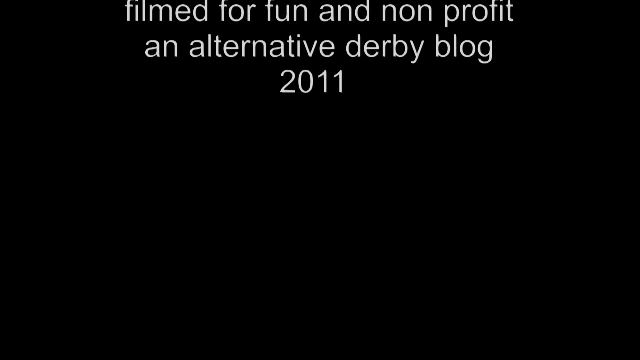 filmed for fun and non profit
an alternative derby blog
2011